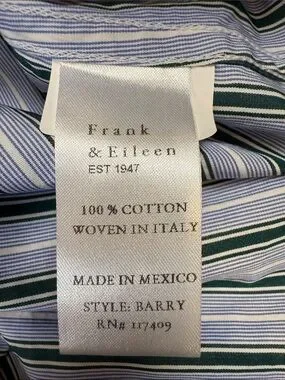 Frank
& Eileen
EST 1947
100% COTTON
WOVEN IN ITALY
MADE IN MEXICO
STYLE: BARRY
RN# 117409